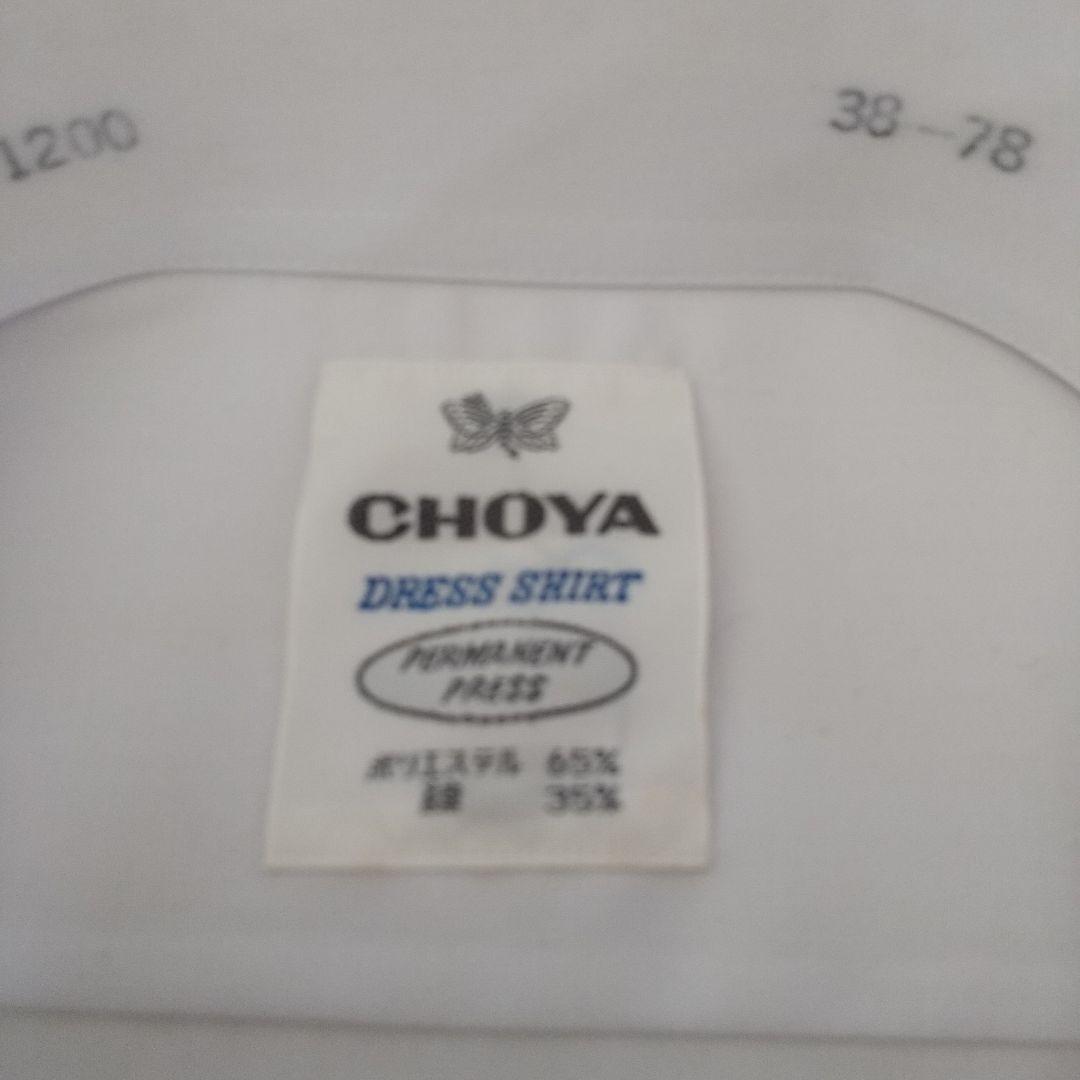 1200
38-78
CHOYA
DRESS SHIRT
PERMANENT
PRESS
ポリエステル 65%
綿 35%